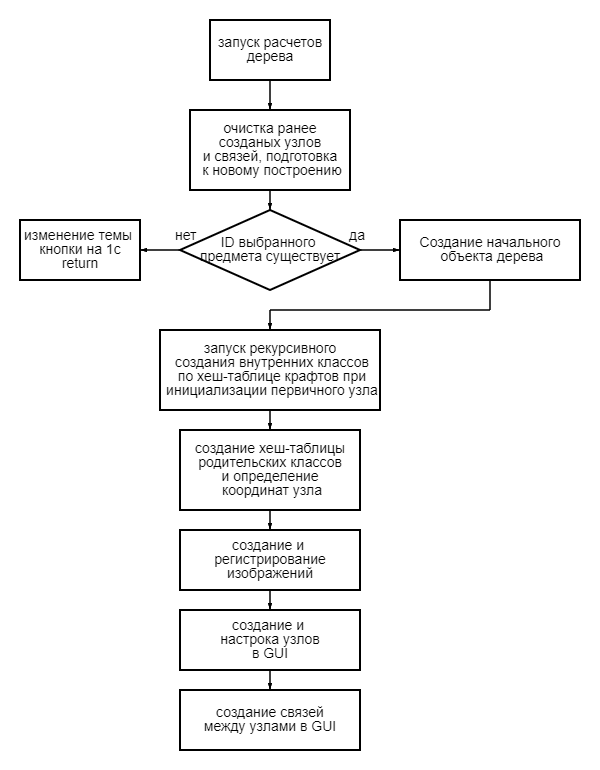 запуск расчетов
дерева
очистка ранее
созданых узлов
и связей, подготовка
к новому построению
нет
да
ID выбранного
предмета существует
изменение темы
кнопки на 1с
return
Создание начального
объекта дерева
запуск рекурсивного
создания внутренних классов
по хеш-таблице крафтов при
инициализации первичного узла
создание хеш-таблицы
родительских классов
и определение
координат узла
создание и
регистрирование
изображений
создание и
настрока узлов
в GUI
создание связей
между узлами в GUI